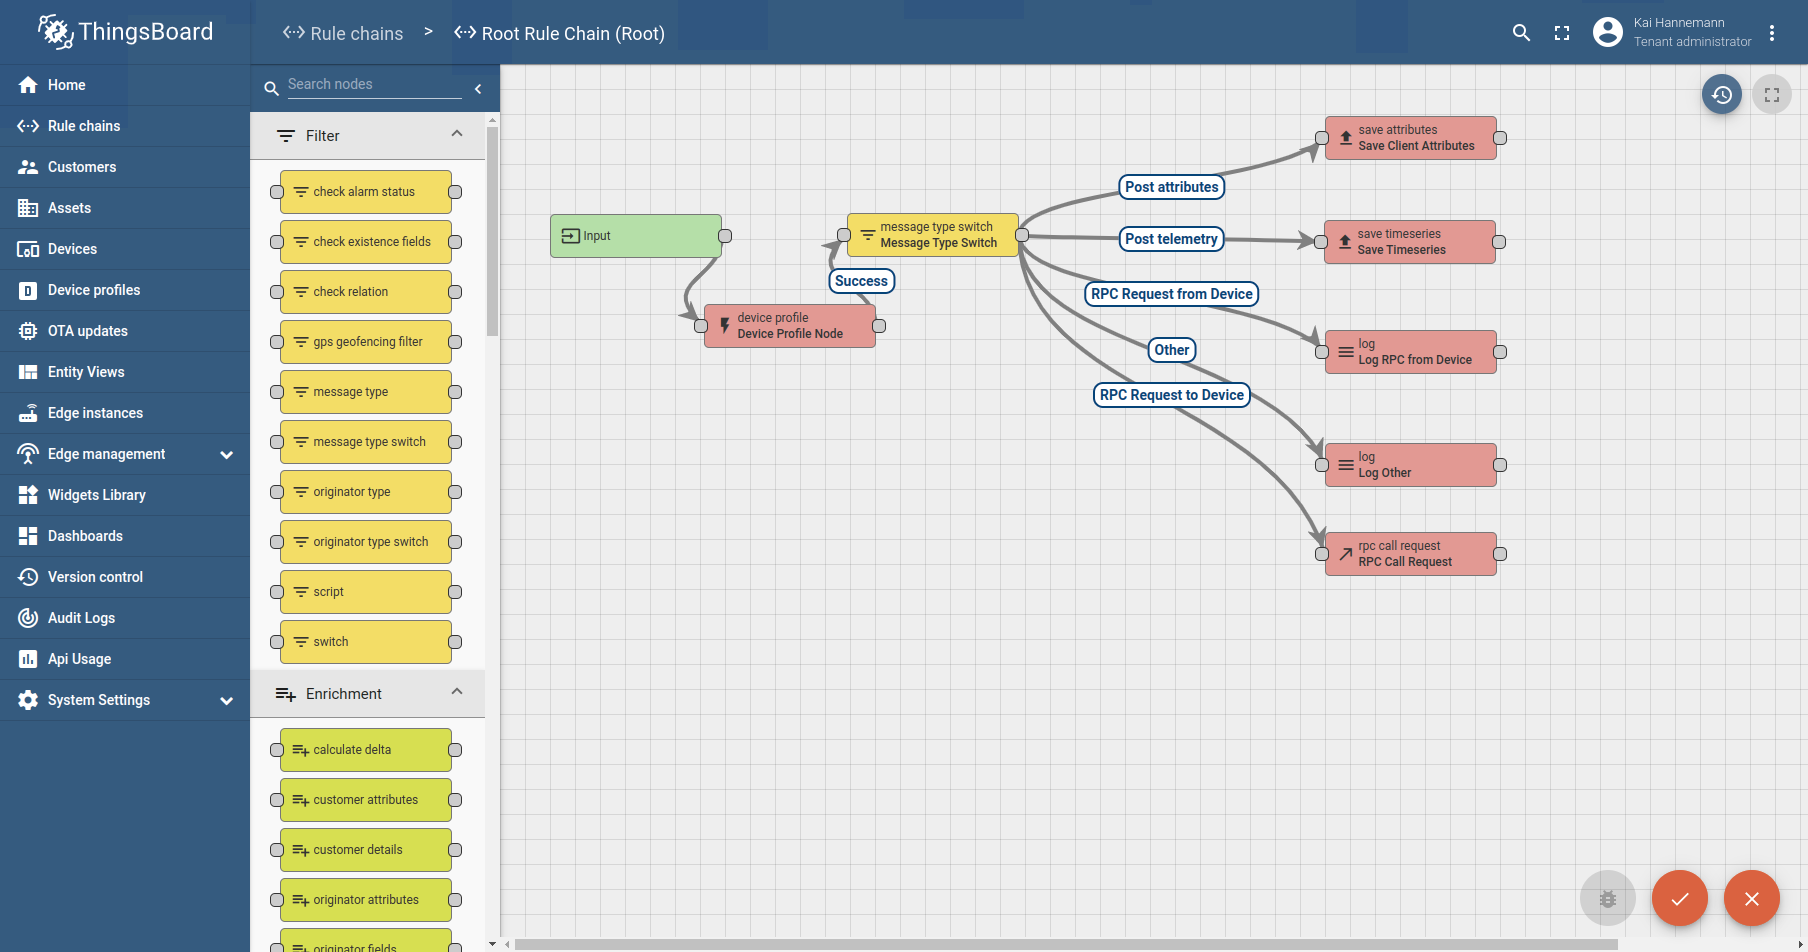 ThingsBoard
Rule chains > Root Rule Chain (Root)
Kai Hannemann
Tenant administrator
Home
Rule chains
Customers
Assets
Devices
Device profiles
OTA updates
Entity Views
Edge instances
Edge management
Widgets Library
Dashboards
Version control
Audit Logs
Api Usage
System Settings
Search nodes
Filter
check alarm status
check existence fields
check relation
gps geofencing filter
message type
message type switch
originator type
originator type switch
script
switch
Enrichment
calculate delta
customer attributes
customer details
originator attributes
originator fields
Input
device profile
Device Profile Node
Success
message type switch
Message Type Switch
Post attributes
Post telemetry
RPC Request from Device
Other
RPC Request to Device
save attributes
Save Client Attributes
save timeseries
Save Timeseries
log
Log RPC from Device
log
Log Other
rpc call request
RPC Call Request